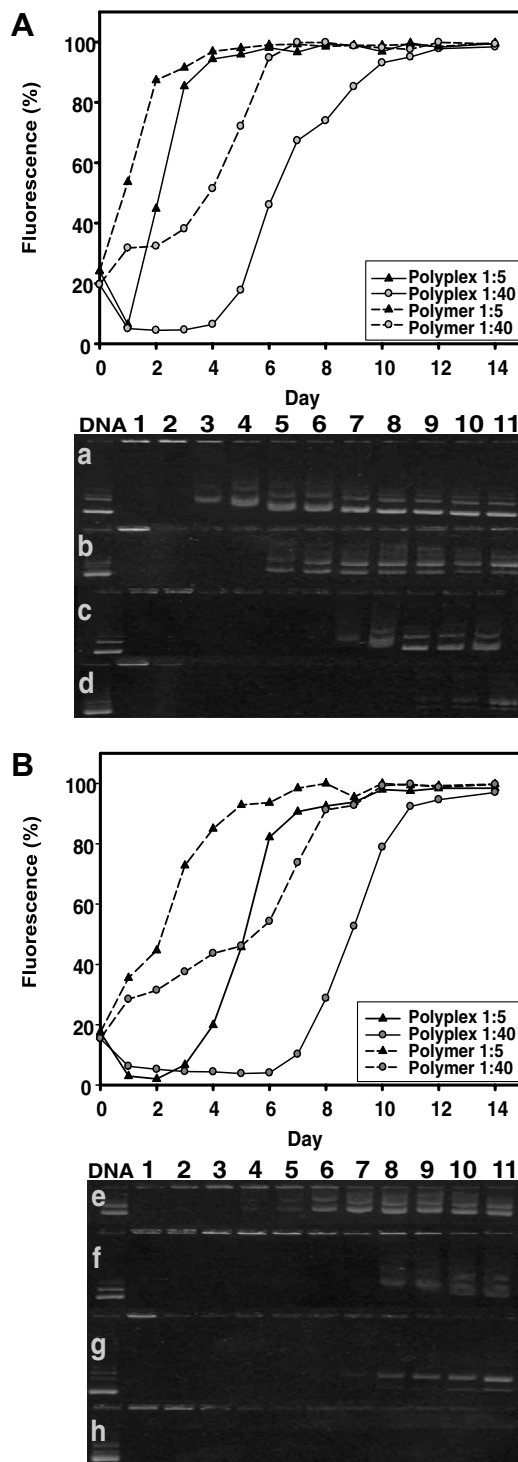 A
Fluorescence (%)
100
80
60
40
20
0
Polyplex 1:5
Polyplex 1:40
Polymer 1:5
Polymer 1:40
0 2 4 6 8 10 12 14
Day
DNA 1 2 3 4 5 6 7 8 9 10 11
a
b
c
d
B
Fluorescence (%)
100
80
60
40
20
0
Polyplex 1:5
Polyplex 1:40
Polymer 1:5
Polymer 1:40
0 2 4 6 8 10 12 14
Day
DNA 1 2 3 4 5 6 7 8 9 10 11
e
f
g
h